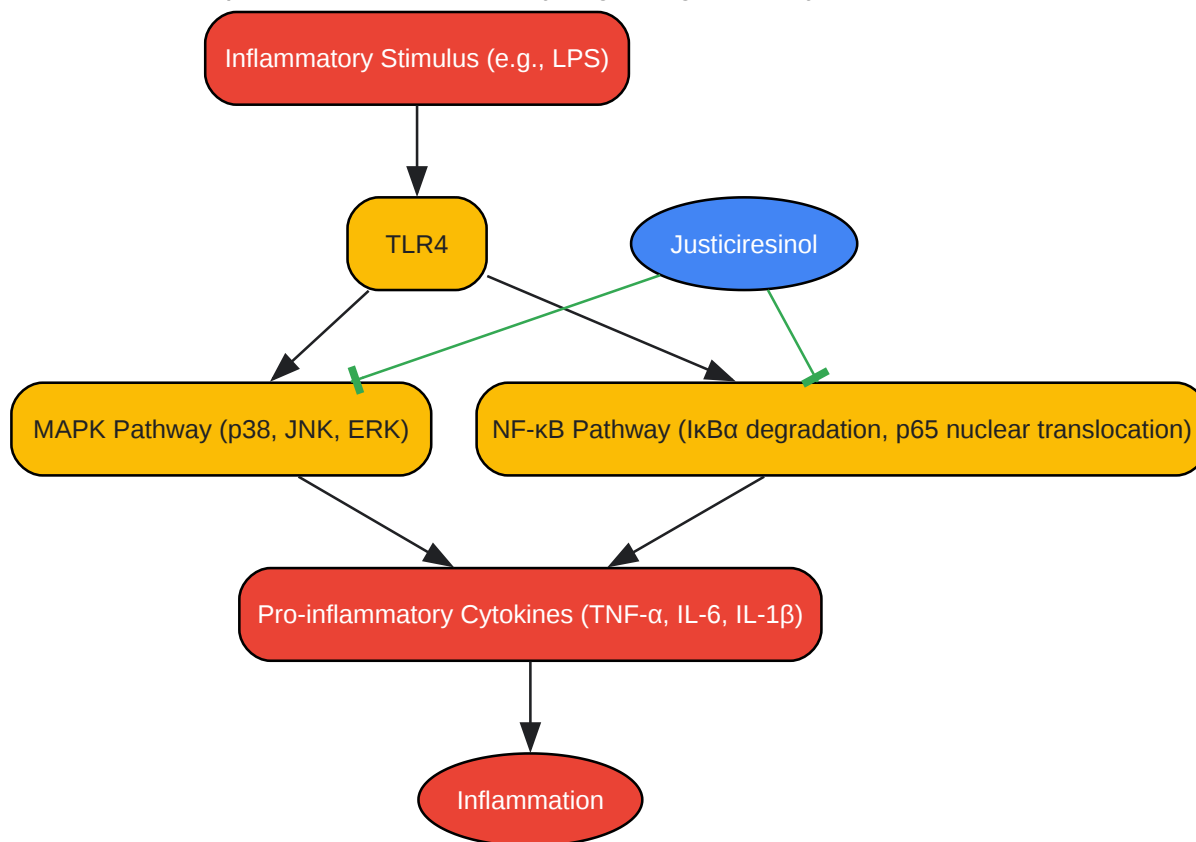 Inflammatory Stimulus (e.g., LPS)
TLR4
Justiciresinol
MAPK Pathway (p38, JNK, ERK)
NF-κB Pathway (IκBα degradation, p65 nuclear translocation)
Pro-inflammatory Cytokines (TNF-α, IL-6, IL-1β)
Inflammation